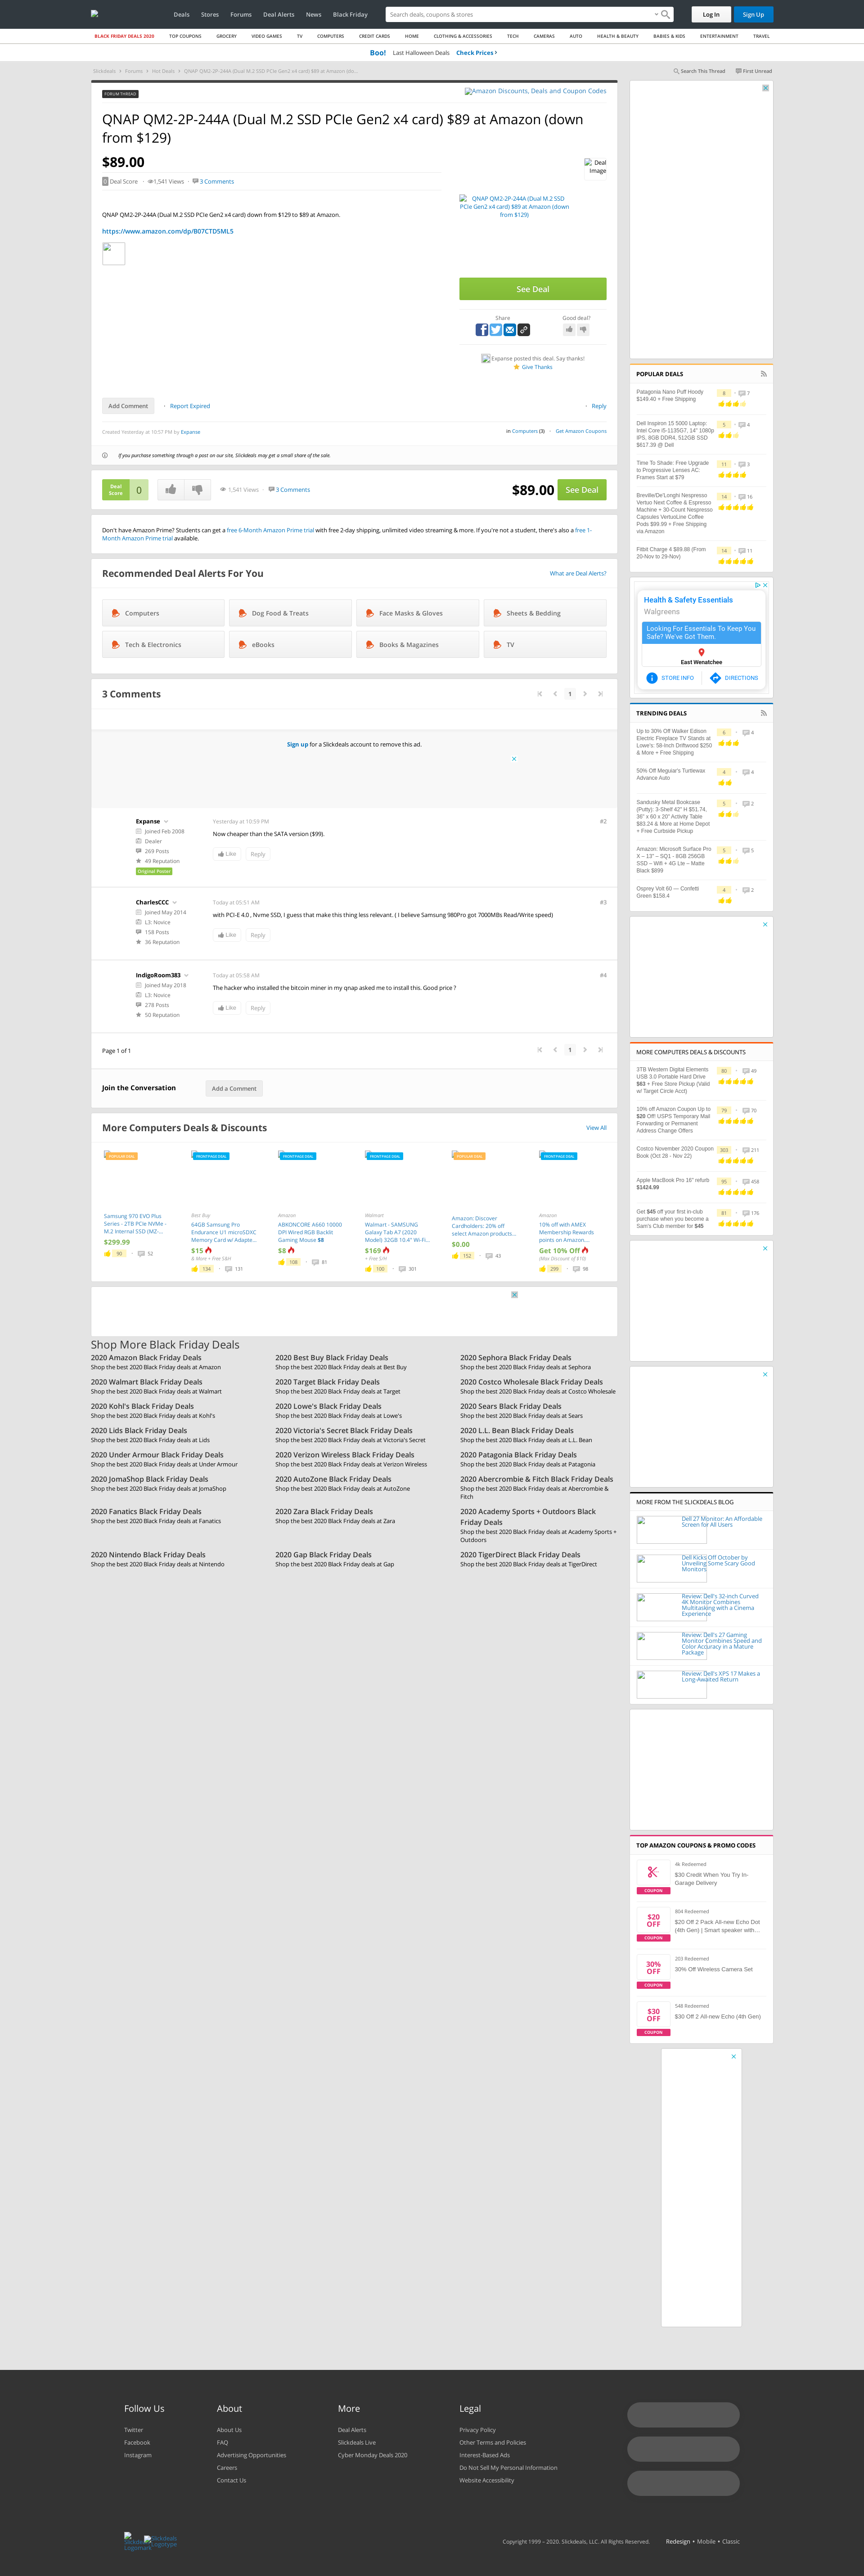 Deals Stores Forums Deal Alerts News Black Friday
Search deals, coupons & stores
Log In
Sign Up
BLACK FRIDAY DEALS 2020 TOP COUPONS GROCERY VIDEO GAMES TV COMPUTERS CREDIT CARDS HOME CLOTHING & ACCESSORIES TECH CAMERAS AUTO HEALTH & BEAUTY BABIES & KIDS ENTERTAINMENT TRAVEL
Boo! Last Halloween Deals Check Prices
Slickdeals Forums Hot Deals QNAP QM2-2P-244A (Dual M.2 SSD PCIe Gen2 x4 card) $89 at Amazon (do...
Search This Thread First Unread
FORUM THREAD
Amazon Discounts, Deals and Coupon Codes
QNAP QM2-2P-244A (Dual M.2 SSD PCIe Gen2 x4 card) $89 at Amazon (down
from $129)
$89.00
0 Deal Score 1,541 Views 3 Comments
Deal
Image
QNAP QM2-2P-244A (Dual M.2 SSD PCIe Gen2 x4 card) down from $129 to $89 at Amazon.
https://www.amazon.com/dp/B07CTD5ML5
QNAP QM2-2P-244A (Dual M.2 SSD
PCIe Gen2 x4 card) $89 at Amazon (down
from $129)
See Deal
Share Good deal?
Expanse posted this deal. Say thanks!
Give Thanks
Add Comment Report Expired Reply
Created Yesterday at 10:57 PM by Expanse
in Computers (3) Get Amazon Coupons
If you purchase something through a post on our site, Slickdeals may get a small share of the sale.
Deal
Score
0
1,541 Views 3 Comments
$89.00 See Deal
Don't have Amazon Prime? Students can get a free 6-Month Amazon Prime trial with free 2-day shipping, unlimited video streaming & more. If you're not a student, there's also a free 1-
Month Amazon Prime trial available.
Recommended Deal Alerts For You
What are Deal Alerts?
Computers Dog Food & Treats Face Masks & Gloves Sheets & Bedding
Tech & Electronics eBooks Books & Magazines TV
3 Comments
1
Sign up for a Slickdeals account to remove this ad.
Expanse
Joined Feb 2008
Dealer
269 Posts
49 Reputation
Original Poster
Yesterday at 10:59 PM
#2
Now cheaper than the SATA version ($99).
Like Reply
CharlesCCC
Joined May 2014
L3: Novice
158 Posts
36 Reputation
Today at 05:51 AM
#3
with PCI-E 4.0 , Nvme SSD, I guess that make this thing less relevant. ( I believe Samsung 980Pro got 7000MBs Read/Write speed)
Like Reply
IndigoRoom383
Joined May 2018
L3: Novice
278 Posts
50 Reputation
Today at 05:58 AM
#4
The hacker who installed the bitcoin miner in my qnap asked me to install this. Good price ?
Like Reply
Page 1 of 1
1
Join the Conversation
Add a Comment
More Computers Deals & Discounts
View All
POPULAR DEAL
Samsung 970 EVO Plus
Series - 2TB PCIe NVMe -
M.2 Internal SSD (MZ-...
$299.99
90 52
FRONTPAGE DEAL
Best Buy
64GB Samsung Pro
Endurance U1 microSDXC
Memory Card w/ Adapte...
$15
& More + Free S&H
134 131
FRONTPAGE DEAL
Amazon
ABKONCORE A660 10000
DPI Wired RGB Backlit
Gaming Mouse $8
$8
108 81
FRONTPAGE DEAL
Walmart
Walmart - SAMSUNG
Galaxy Tab A7 (2020
Model) 32GB 10.4" Wi-Fi...
$169
+ Free S/H
100 301
POPULAR DEAL
Amazon: Discover
Cardholders: 20% off
select Amazon products...
$0.00
152 43
FRONTPAGE DEAL
Amazon
10% off with AMEX
Membership Rewards
points on Amazon....
Get 10% Off
(Max Discount of $10)
299 98
Shop More Black Friday Deals
2020 Amazon Black Friday Deals
Shop the best 2020 Black Friday deals at Amazon
2020 Best Buy Black Friday Deals
Shop the best 2020 Black Friday deals at Best Buy
2020 Sephora Black Friday Deals
Shop the best 2020 Black Friday deals at Sephora
2020 Walmart Black Friday Deals
Shop the best 2020 Black Friday deals at Walmart
2020 Target Black Friday Deals
Shop the best 2020 Black Friday deals at Target
2020 Costco Wholesale Black Friday Deals
Shop the best 2020 Black Friday deals at Costco Wholesale
2020 Kohl's Black Friday Deals
Shop the best 2020 Black Friday deals at Kohl's
2020 Lowe's Black Friday Deals
Shop the best 2020 Black Friday deals at Lowe's
2020 Sears Black Friday Deals
Shop the best 2020 Black Friday deals at Sears
2020 Lids Black Friday Deals
Shop the best 2020 Black Friday deals at Lids
2020 Victoria's Secret Black Friday Deals
Shop the best 2020 Black Friday deals at Victoria's Secret
2020 L.L. Bean Black Friday Deals
Shop the best 2020 Black Friday deals at L.L. Bean
2020 Under Armour Black Friday Deals
Shop the best 2020 Black Friday deals at Under Armour
2020 Verizon Wireless Black Friday Deals
Shop the best 2020 Black Friday deals at Verizon Wireless
2020 Patagonia Black Friday Deals
Shop the best 2020 Black Friday deals at Patagonia
2020 JomaShop Black Friday Deals
Shop the best 2020 Black Friday deals at JomaShop
2020 AutoZone Black Friday Deals
Shop the best 2020 Black Friday deals at AutoZone
2020 Abercrombie & Fitch Black Friday Deals
Shop the best 2020 Black Friday deals at Abercrombie &
Fitch
2020 Fanatics Black Friday Deals
Shop the best 2020 Black Friday deals at Fanatics
2020 Zara Black Friday Deals
Shop the best 2020 Black Friday deals at Zara
2020 Academy Sports + Outdoors Black
Friday Deals
Shop the best 2020 Black Friday deals at Academy Sports +
Outdoors
2020 Nintendo Black Friday Deals
Shop the best 2020 Black Friday deals at Nintendo
2020 Gap Black Friday Deals
Shop the best 2020 Black Friday deals at Gap
2020 TigerDirect Black Friday Deals
Shop the best 2020 Black Friday deals at TigerDirect
POPULAR DEALS
Patagonia Nano Puff Hoody
$149.40 + Free Shipping
8 7
Dell Inspiron 15 5000 Laptop:
Intel Core i5-1135G7, 14" 1080p
IPS, 8GB DDR4, 512GB SSD
$617.39 @ Dell
5 4
Time To Shade: Free Upgrade
to Progressive Lenses AC:
Frames Start at $79
11 3
Breville/De'Longhi Nespresso
Vertuo Next Coffee & Espresso
Machine + 30-Count Nespresso
Capsules VertuoLine Coffee
Pods $99.99 + Free Shipping
via Amazon
14 16
Fitbit Charge 4 $89.88 (From
20-Nov to 29-Nov)
14 11
Health & Safety Essentials
Walgreens
Looking For Essentials To Keep You
Safe? We've Got Them.
East Wenatchee
STORE INFO DIRECTIONS
TRENDING DEALS
Up to 30% Off Walker Edison
Electric Fireplace TV Stands at
Lowe's: 58-Inch Driftwood $250
& More + Free Shipping
6 4
50% Off Meguiar's Turtlewax
Advance Auto
4 4
Sandusky Metal Bookcase
(Putty): 3-Shelf 42" H $51.74,
36" x 60 x 20" Activity Table
$83.24 & More at Home Depot
+ Free Curbside Pickup
5 2
Amazon: Microsoft Surface Pro
X – 13" – SQ1 - 8GB 256GB
SSD – Wifi + 4G Lte – Matte
Black $899
5 5
Osprey Volt 60 — Confetti
Green $158.4
4 2
MORE COMPUTERS DEALS & DISCOUNTS
3TB Western Digital Elements
USB 3.0 Portable Hard Drive
$63 + Free Store Pickup (Valid
w/ Target Circle Acct)
80 49
10% off Amazon Coupon Up to
$20 Off! USPS Temporary Mail
Forwarding or Permanent
Address Change Offers
79 70
Costco November 2020 Coupon
Book (Oct 28 - Nov 22)
303 211
Apple MacBook Pro 16" refurb
$1424.99
95 458
Get $45 off your first in-club
purchase when you become a
Sam's Club member for $45
81 176
MORE FROM THE SLICKDEALS BLOG
Dell 27 Monitor: An Affordable
Screen for All Users
Dell Kicks Off October by
Unveiling Some Scary Good
Monitors
Review: Dell's 32-inch Curved
4K Monitor Combines
Multitasking with a Cinema
Experience
Review: Dell's 27 Gaming
Monitor Combines Speed and
Color Accuracy in a Mature
Package
Review: Dell's XPS 17 Makes a
Long-Awaited Return
TOP AMAZON COUPONS & PROMO CODES
COUPON
4k Redeemed
$30 Credit When You Try In-
Garage Delivery
$20
OFF
COUPON
804 Redeemed
$20 Off 2 Pack All-new Echo Dot
(4th Gen) | Smart speaker with...
30%
OFF
COUPON
203 Redeemed
30% Off Wireless Camera Set
$30
OFF
COUPON
548 Redeemed
$30 Off 2 All-new Echo (4th Gen)
Follow Us
Twitter
Facebook
Instagram
About
About Us
FAQ
Advertising Opportunities
Careers
Contact Us
More
Deal Alerts
Slickdeals Live
Cyber Monday Deals 2020
Legal
Privacy Policy
Other Terms and Policies
Interest-Based Ads
Do Not Sell My Personal Information
Website Accessibility
Copyright 1999 – 2020. Slickdeals, LLC. All Rights Reserved.
Redesign • Mobile • Classic